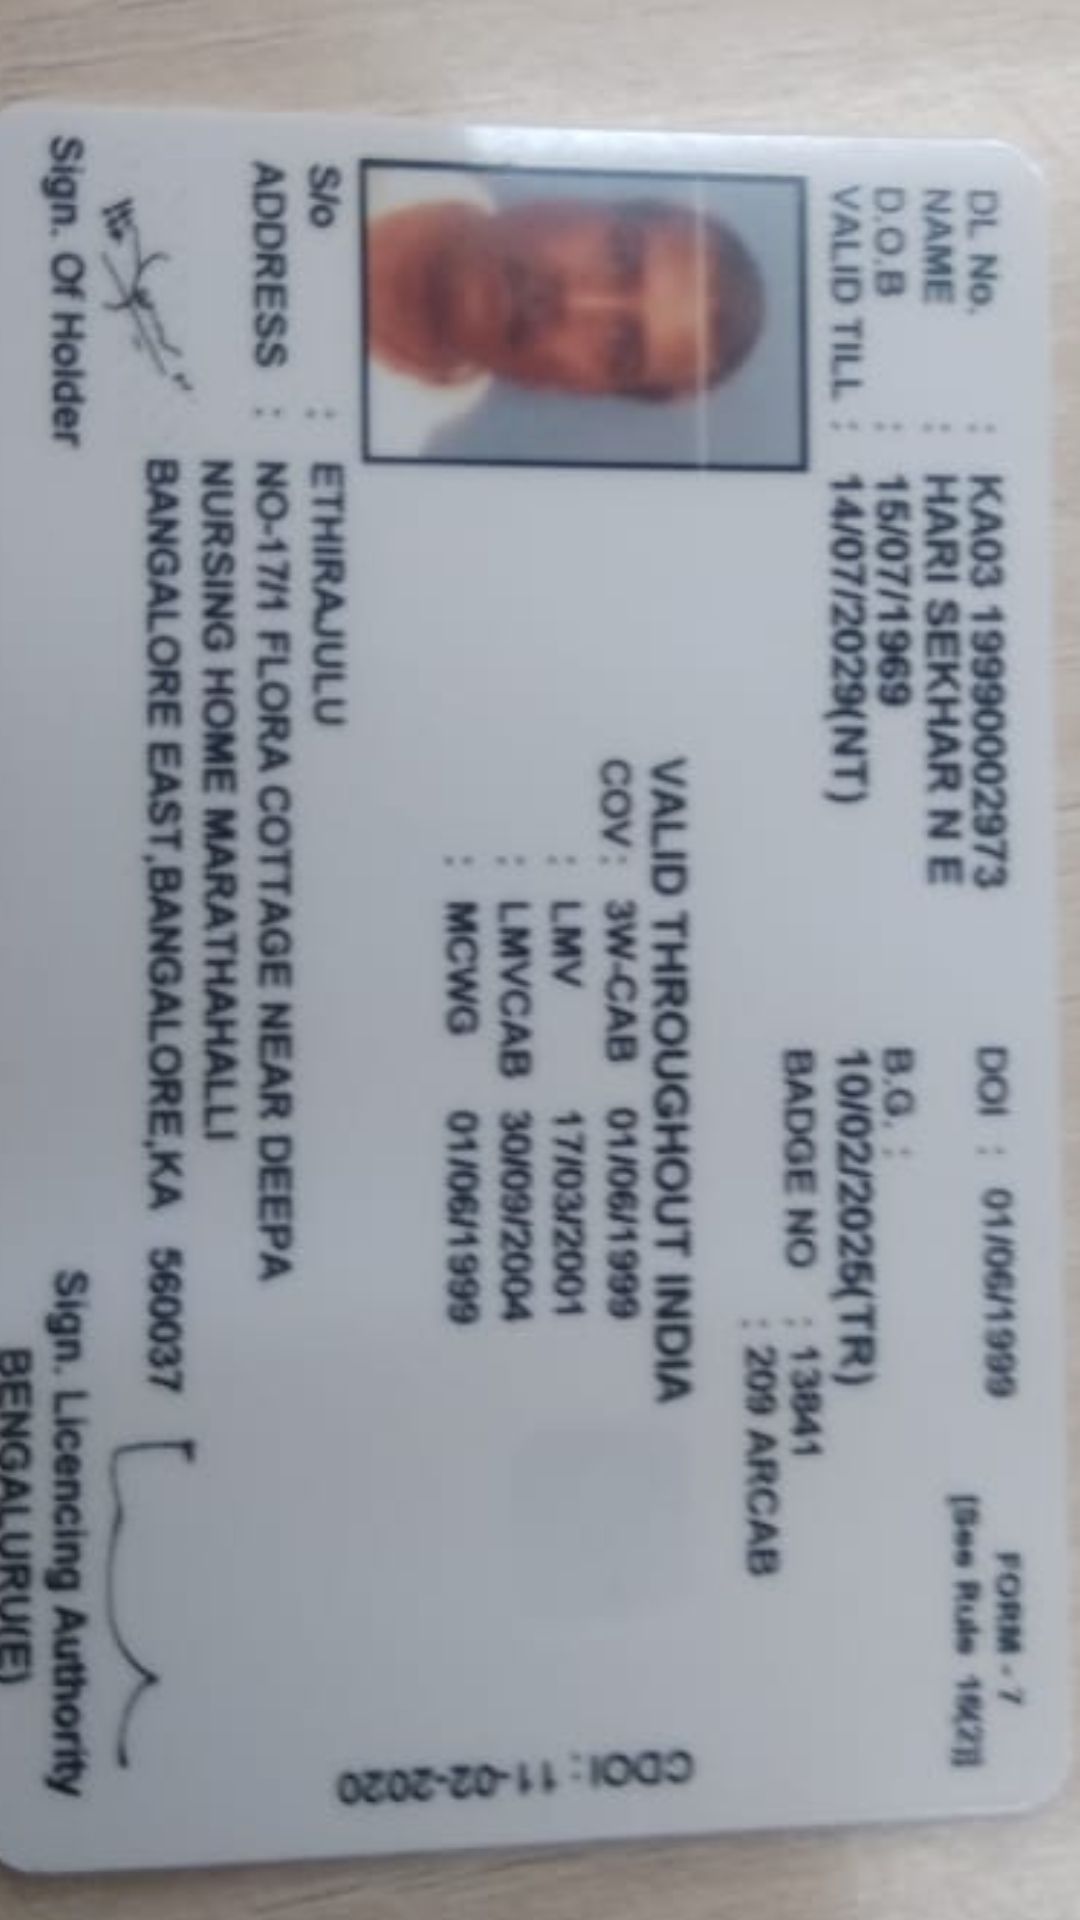 FORM - 7
[See Rule 16(2)]
DL No. : KA03 19990002973 DOI : 01/06/1999
NAME : HARI SEKHAR N E
D.O.B : 15/07/1969 B.G. :
VALID TILL : 14/07/2029(NT) 10/02/2025(TR)
BADGE NO : 13841
: 209 ARCAB
VALID THROUGHOUT INDIA
COV : 3W-CAB 01/06/1999
: LMV 17/03/2001
: LMVCAB 30/09/2004
: MCWG 01/06/1999
CDOI : 11-02-2020
S/o : ETHIRAJULU
ADDRESS : NO-17/1 FLORA COTTAGE NEAR DEEPA
NURSING HOME MARATHAHALLI
BANGALORE EAST,BANGALORE,KA 560037
Sign. Of Holder
Sign. Licencing Authority
BENGALURU(E)